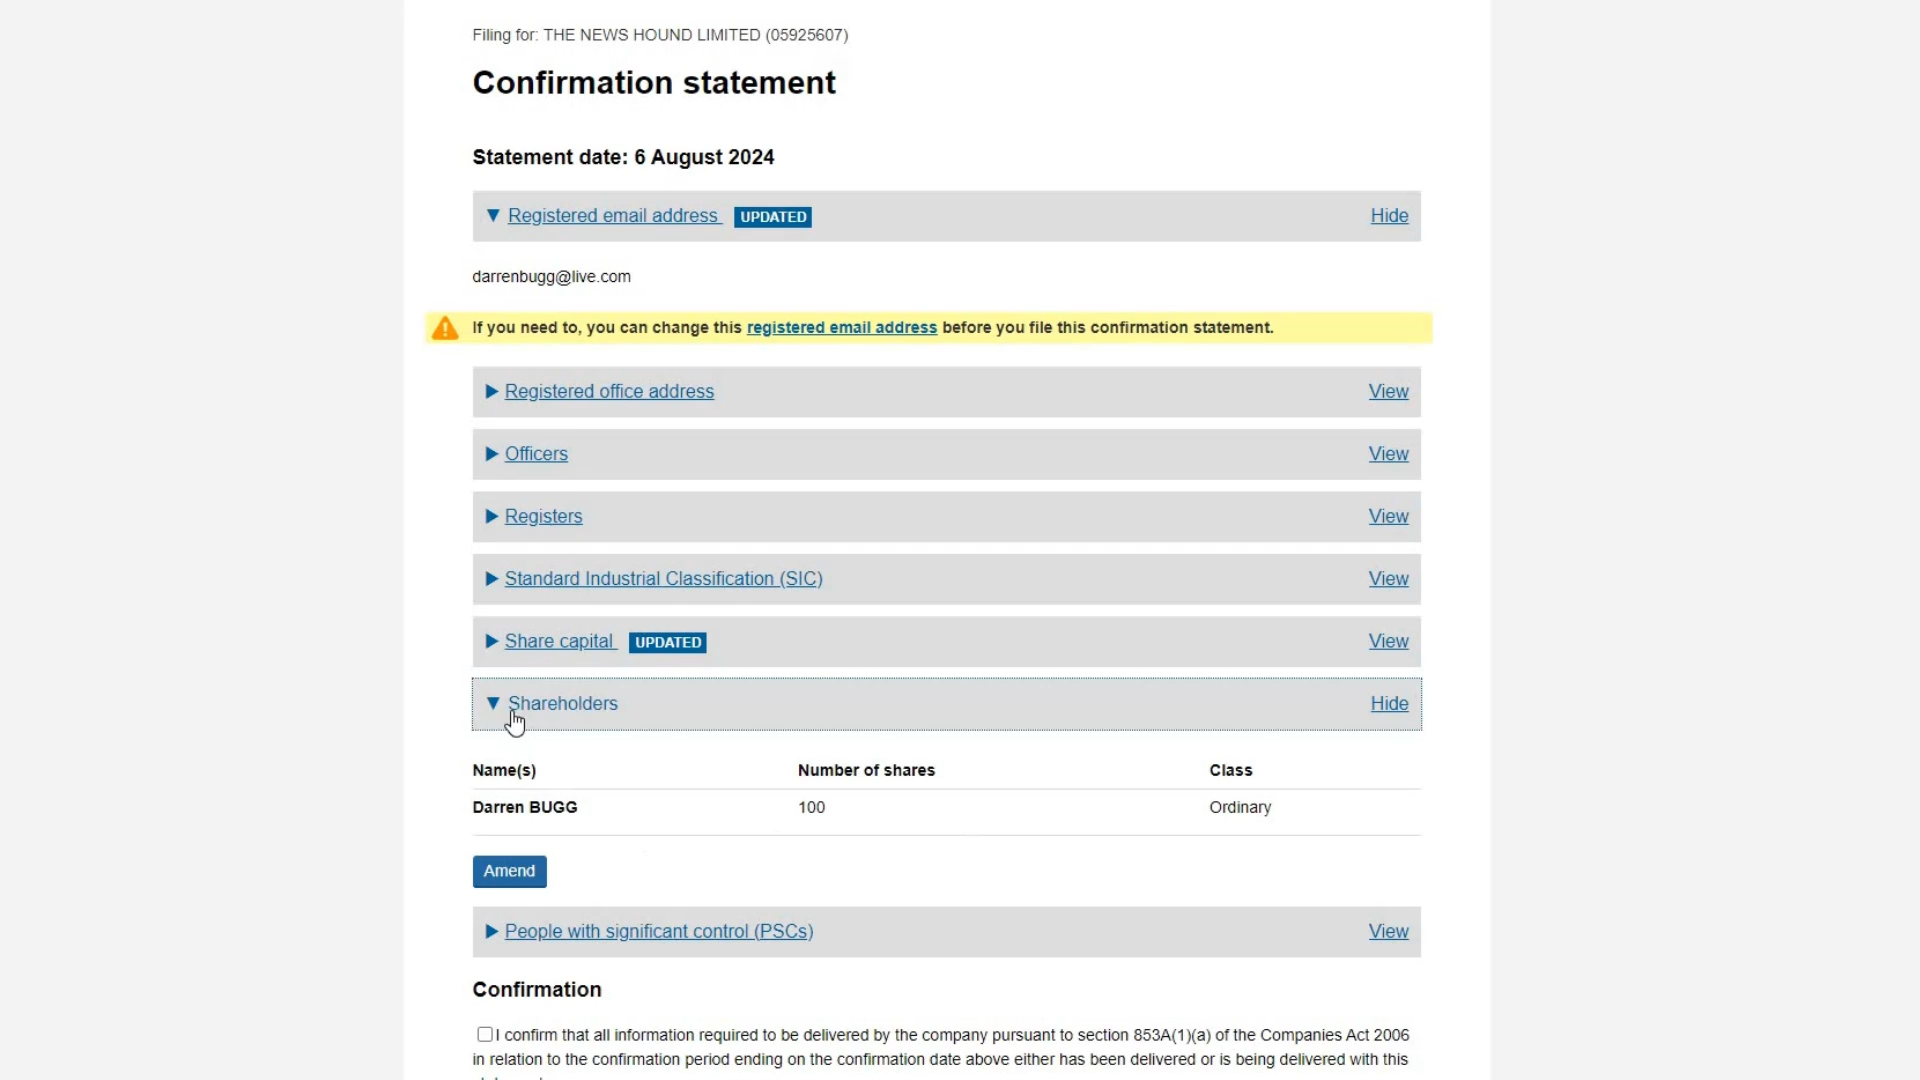 Filing for: THE NEWS HOUND LIMITED (05925607)
Confirmation statement
Statement date: 6 August 2024
Registered email address UPDATED Hide
darrenbugg@live.com
If you need to, you can change this registered email address before you file this confirmation statement.
Registered office address View
Officers View
Registers View
Standard Industrial Classification (SIC) View
Share capital UPDATED View
Shareholders Hide
Name(s) Number of shares Class
Darren BUGG 100 Ordinary
Amend
People with significant control (PSCs) View
Confirmation
I confirm that all information required to be delivered by the company pursuant to section 853A(1)(a) of the Companies Act 2006
in relation to the confirmation period ending on the confirmation date above either has been delivered or is being delivered with this